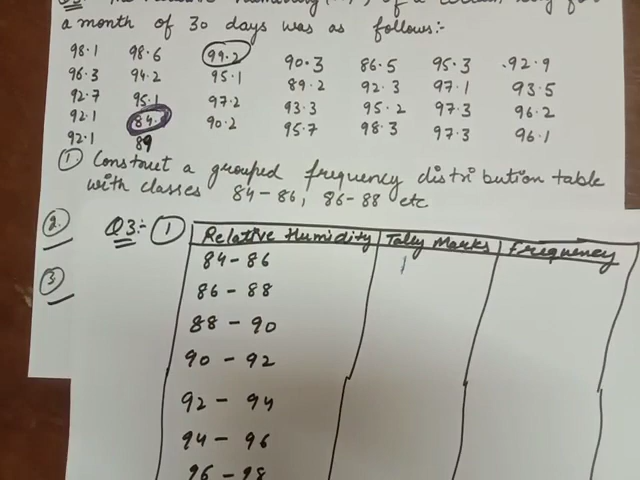 a month of 30 days was as follows:-
98.1 98.6 99.2 90.3 86.5 95.3 92.9
96.3 94.2 95.1 89.2 92.3 97.1 93.5
92.7 95.1 97.2 93.3 95.2 97.3 96.2
92.1 84. 90.2 95.7 98.3 97.3 96.1
92.1 89
1. Construct a grouped frequency distribution table
with classes 84-86, 86-88 etc
2.
3
Q3:- 1
Relative Humidity Tally Marks Frequency
84-86 |
86-88
88-90
90-92
92-94
94-96
96-98